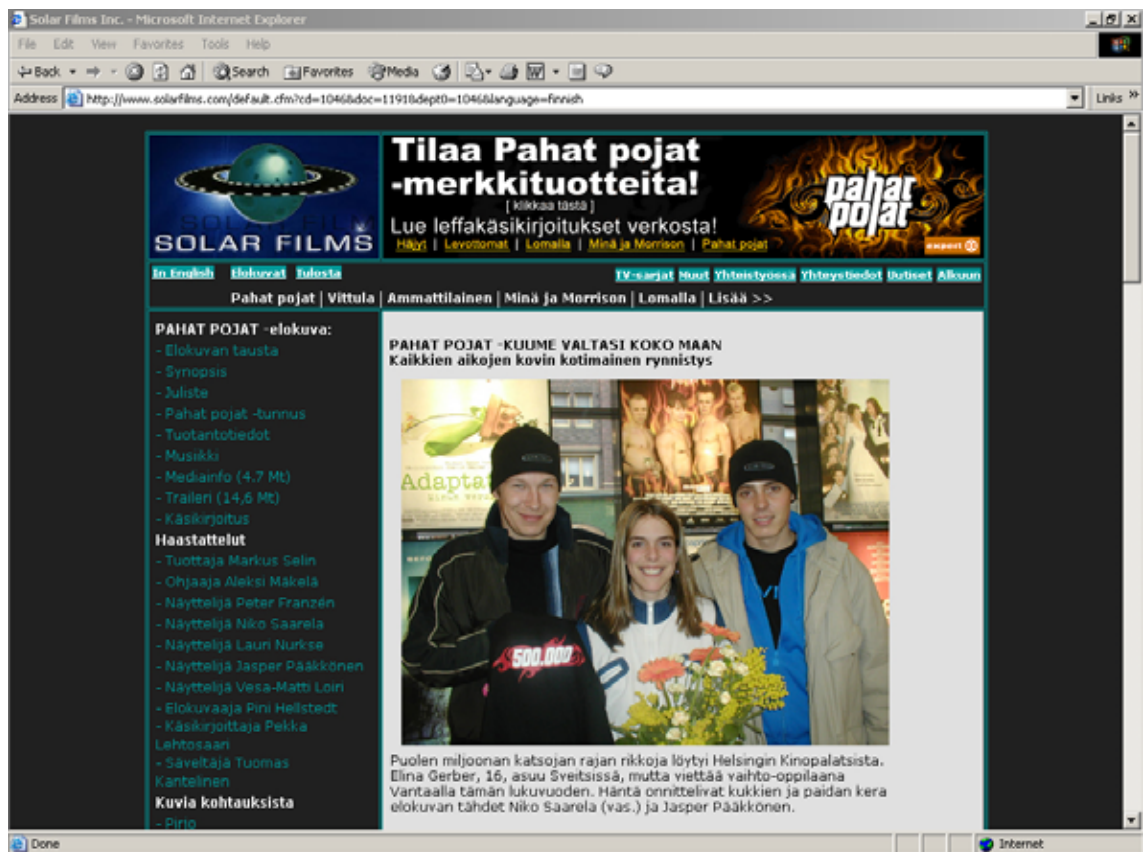 Solar Films Inc. - Microsoft Internet Explorer
File Edit View Favorites Tools Help
Back Search Favorites Media
Address http://www.solarfilms.com/default.cfm?cd=1046&doc=1191&dept0=1046&language=finnish Links »
SOLAR FILMS
Tilaa Pahat pojat
-merkkituotteita!
[ klikkaa tästä ]
Lue leffakäsikirjoitukset verkosta!
Häjyt | Levottomat | Lomalla | Minä ja Morrison | Pahat pojat
pahat
pojat
In English Elokuvat Tulosta
TV-sarjat Muut Yhteistyössä Yhteystiedot Uutiset Alkuun
Pahat pojat | Vittula | Ammattilainen | Minä ja Morrison | Lomalla | Lisää >>
PAHAT POJAT -elokuva:
- Elokuvan tausta
- Synopsis
- Juliste
- Pahat pojat -tunnus
- Tuotantotiedot
- Musiikki
- Mediainfo (4.7 Mt)
- Traileri (14,6 Mt)
- Käsikirjoitus
Haastattelut
- Tuottaja Markus Selin
- Ohjaaja Aleksi Mäkelä
- Näyttelijä Peter Franzén
- Näyttelijä Niko Saarela
- Näyttelijä Lauri Nurkse
- Näyttelijä Jasper Pääkkönen
- Näyttelijä Vesa-Matti Loiri
- Elokuvaaja Pini Hellstedt
- Käsikirjoittaja Pekka
Lehtosaari
- Säveltäjä Tuomas
Kantelinen
Kuvia kohtauksista
- Pirjo
PAHAT POJAT -KUUME VALTASI KOKO MAAN
Kaikkien aikojen kovin kotimainen rynnistys
Adaptat
500.000
Puolen miljoonan katsojan rajan rikkoja löytyi Helsingin Kinopalatsista.
Elina Gerber, 16, asuu Sveitsissä, mutta viettää vaihto-oppilaana
Vantaalla tämän lukuvuoden. Häntä onnittelivat kukkien ja paidan kera
elokuvan tähdet Niko Saarela (vas.) ja Jasper Pääkkönen.
Done
Internet